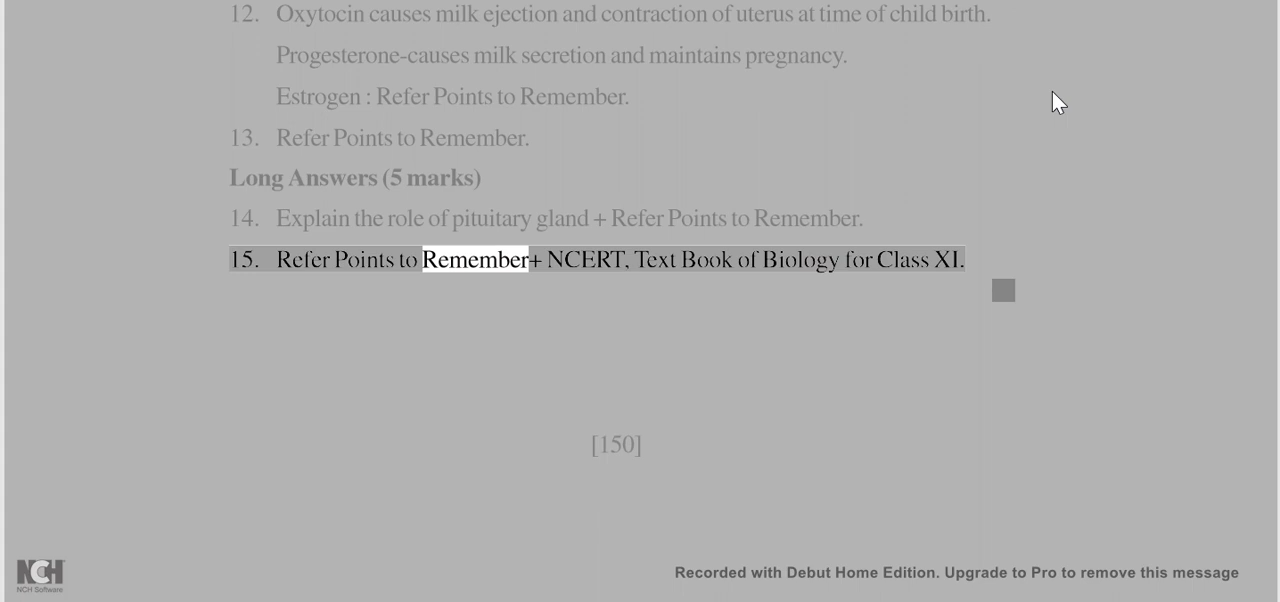 12. Oxytocin causes milk ejection and contraction of uterus at time of child birth.
Progesterone-causes milk secretion and maintains pregnancy.
Estrogen : Refer Points to Remember.
13. Refer Points to Remember.
Long Answers (5 marks)
14. Explain the role of pituitary gland + Refer Points to Remember.
15. Refer Points to Remember+ NCERT, Text Book of Biology for Class XI.
[150]
NCH
NCH Software
Recorded with Debut Home Edition. Upgrade to Pro to remove this message